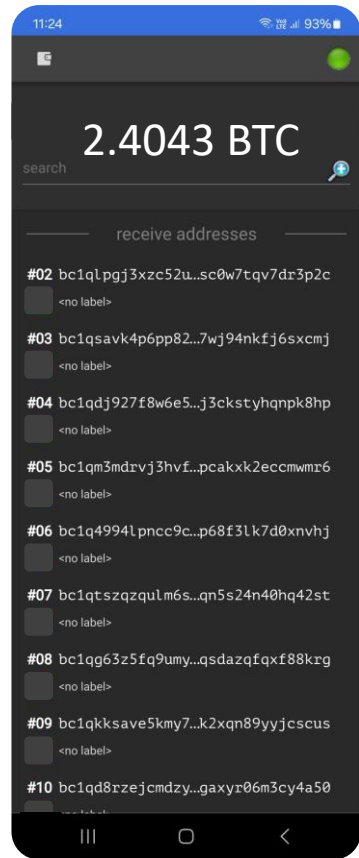 11:24 93%
2.4043 BTC
search
receive addresses
#02 bc1qlpgj3xzc52u…sc0w7tqv7dr3p2c
<no label>
#03 bc1qsavk4p6pp82…7wj94nkfj6sxcmj
<no label>
#04 bc1qdj927f8w6e5…j3ckstyhqnpk8hp
<no label>
#05 bc1qm3mdrvj3hvf…pcakxk2eccmwmr6
<no label>
#06 bc1q4994lpncc9c…p68f3lk7d0xnvhj
<no label>
#07 bc1qtszqzqulm6s…qn5s24n40hq42st
<no label>
#08 bc1qg63z5fq9umy…qsdazqfqxf88krg
<no label>
#09 bc1qkksave5kmy7…k2xqn89yyjcscus
<no label>
#10 bc1qd8rzejcmdzy…gaxyr06m3cy4a50